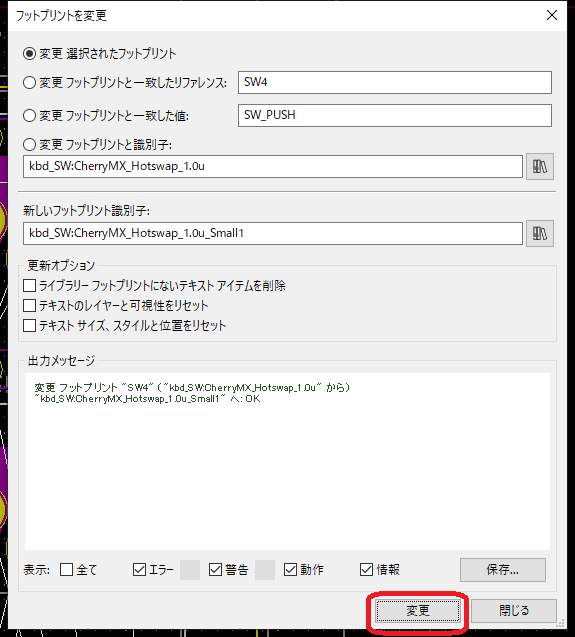 フットプリントを変更
変更 選択されたフットプリント
変更 フットプリントと一致したリファレンス: SW4
変更 フットプリントと一致した値: SW_PUSH
変更 フットプリントと識別子:
kbd_SW:CherryMX_Hotswap_1.0u
新しいフットプリント識別子:
kbd_SW:CherryMX_Hotswap_1.0u_Small1
更新オプション
ライブラリー フットプリントにないテキスト アイテムを削除
テキストのレイヤーと可視性をリセット
テキスト サイズ、スタイルと位置をリセット
出力メッセージ
変更 フットプリント "SW4" ("kbd_SW:CherryMX_Hotswap_1.0u" から)
"kbd_SW:CherryMX_Hotswap_1.0u_Small1" へ: OK
表示: 全て エラー 警告 動作 情報 保存...
変更 閉じる